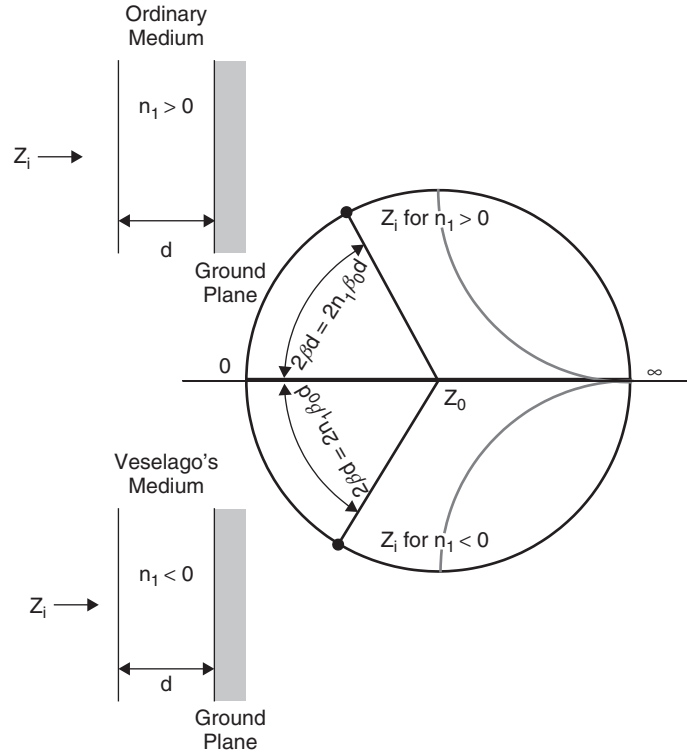 Ordinary
Medium
n₁ > 0
Zᵢ
d
Ground
Plane
Zᵢ for n₁ > 0
2βd = 2n₁β₀d
0
∞
Z₀
2βd = 2n₁β₀d
Zᵢ for n₁ < 0
Veselago's
Medium
n₁ < 0
Zᵢ
d
Ground
Plane